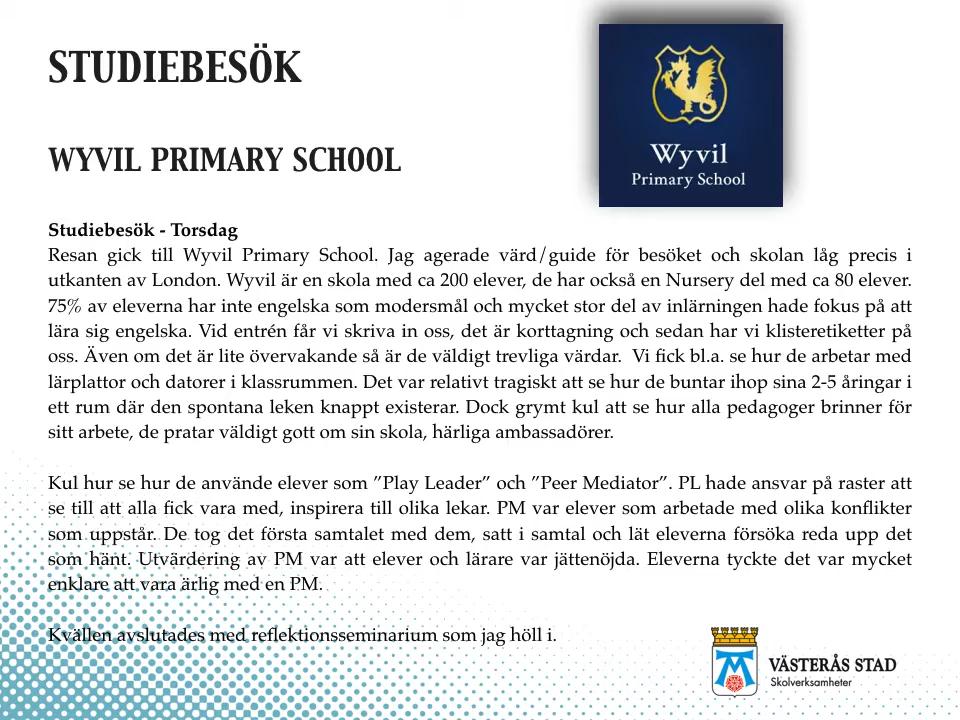 STUDIEBESÖK
Wyvil
Primary School
WYVIL PRIMARY SCHOOL
Studiebesök - Torsdag
Resan gick till Wyvil Primary School. Jag agerade värd/guide för besöket och skolan låg precis i
utkanten av London. Wyvil är en skola med ca 200 elever, de har också en Nursery del med ca 80 elever.
75% av eleverna har inte engelska som modersmål och mycket stor del av inlärningen hade fokus på att
lära sig engelska. Vid entrén får vi skriva in oss, det är korttagning och sedan har vi klisteretiketter på
oss. Även om det är lite övervakande så är de väldigt trevliga värdar.  Vi fick bl.a. se hur de arbetar med
lärplattor och datorer i klassrummen. Det var relativt tragiskt att se hur de buntar ihop sina 2-5 åringar i
ett rum där den spontana leken knappt existerar. Dock grymt kul att se hur alla pedagoger brinner för
sitt arbete, de pratar väldigt gott om sin skola, härliga ambassadörer.
Kul hur se hur de använde elever som ”Play Leader” och ”Peer Mediator”. PL hade ansvar på raster att
se till att alla fick vara med, inspirera till olika lekar. PM var elever som arbetade med olika konflikter
som uppstår. De tog det första samtalet med dem, satt i samtal och lät eleverna försöka reda upp det
som hänt. Utvärdering av PM var att elever och lärare var jättenöjda. Eleverna tyckte det var mycket
enklare att vara ärlig med en PM.
Kvällen avslutades med reflektionsseminarium som jag höll i.
VÄSTERÅS STAD
Skolverksamheter